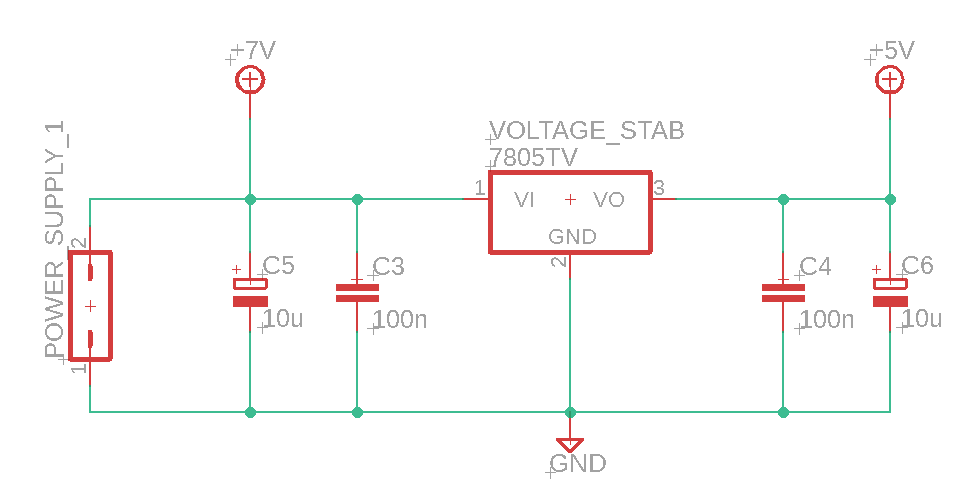 +7V
+5V
POWER_SUPPLY_1
VOLTAGE_STAB
7805TV
1
VI
VO
3
GND
2
2
1
C5
10u
C3
100n
C4
100n
C6
10u
GND